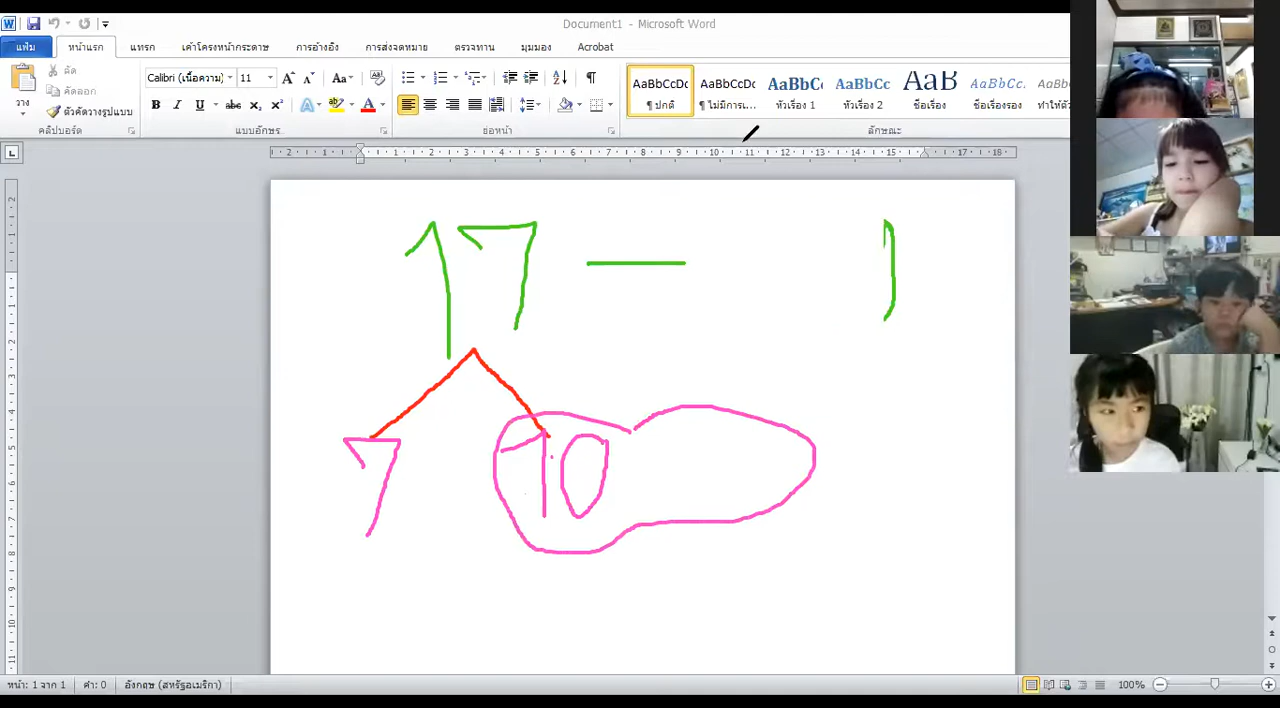 Document1 - Microsoft Word
แฟ้ม หน้าแรก แทรก เค้าโครงหน้ากระดาษ การอ้างอิง การส่งจดหมาย ตรวจทาน มุมมอง Acrobat
วาง
ตัด
คัดลอก
ตัวคัดวางรูปแบบ
คลิปบอร์ด
Calibri (เนื้อความ) 11
แบบอักษร
ย่อหน้า
AaBbCcDc AaBbCcDc AaBbCc AaBbCc AaB AaBbCc.
¶ ปกติ ¶ ไม่มีการ... หัวเรื่อง 1 หัวเรื่อง 2 ชื่อเรื่อง ชื่อเรื่องรอง
ลักษณะ
17 —
7 10
หน้า: 1 จาก 1 คำ: 0 อังกฤษ (สหรัฐอเมริกา) 100%